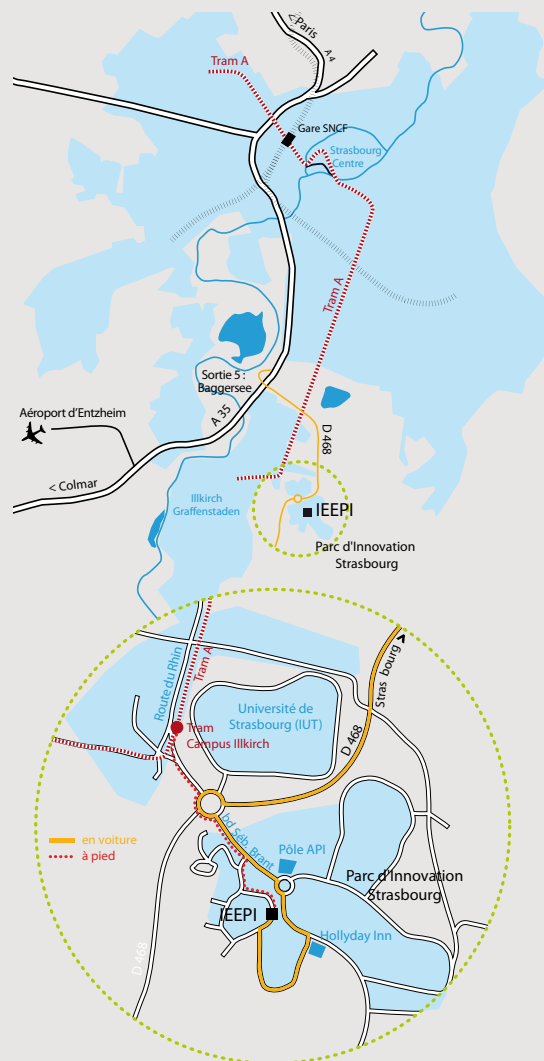 <Paris
A 4
Tram A
Gare SNCF
Strasbourg
Centre
Tram A
Sortie 5 :
Baggersee
A 35
D 468
Aéroport d'Entzheim
< Colmar
Illkirch
Graffenstaden
IEEPI
Parc d'Innovation
Strasbourg
Route du Rhin
Tram A
Stras bourg >
Université de
Strasbourg (IUT)
Tram
Campus Illkirch
D 468
bd Séb. Brant
en voiture
à pied
Pôle API
Parc d'Innovation
Strasbourg
IEEPI
Hollyday Inn
D 468